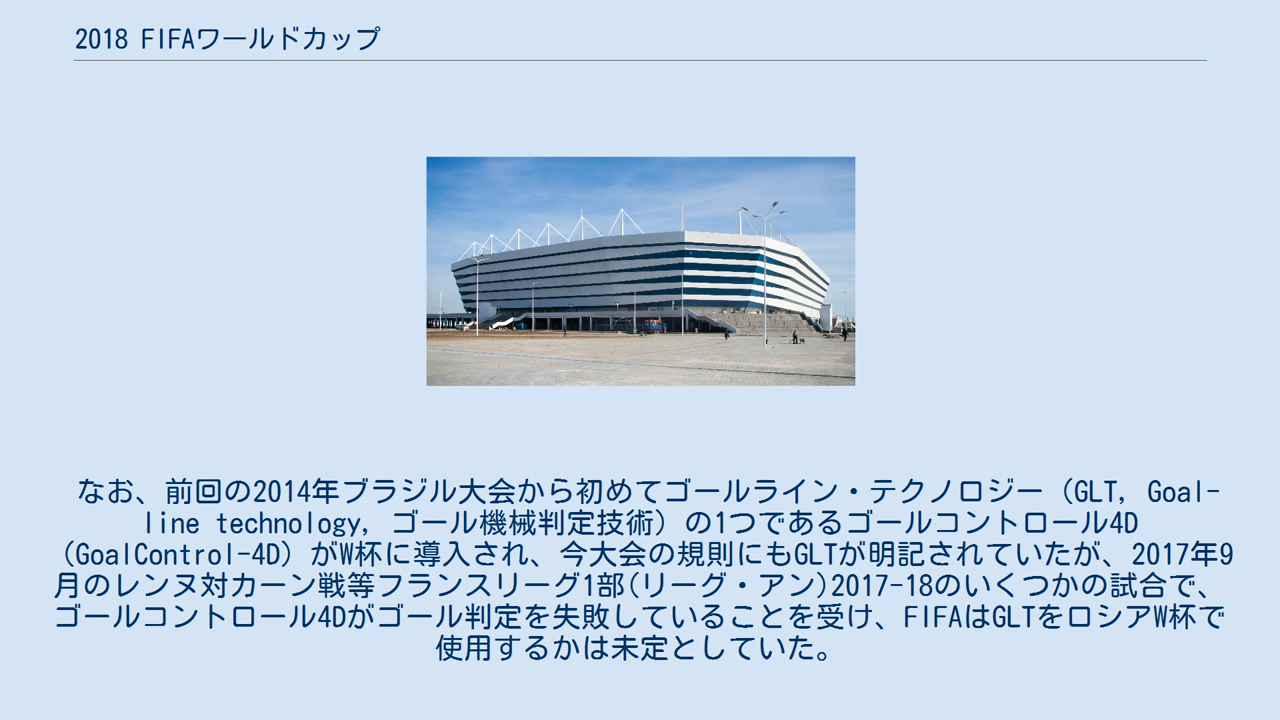 2018 FIFAワールドカップ
なお、前回の2014年ブラジル大会から初めてゴールライン・テクノロジー（GLT, Goal-
line technology, ゴール機械判定技術）の1つであるゴールコントロール4D
（GoalControl-4D）がW杯に導入され、今大会の規則にもGLTが明記されていたが、2017年9
月のレンヌ対カーン戦等フランスリーグ1部(リーグ・アン)2017-18のいくつかの試合で、
ゴールコントロール4Dがゴール判定を失敗していることを受け、FIFAはGLTをロシアW杯で
使用するかは未定としていた。